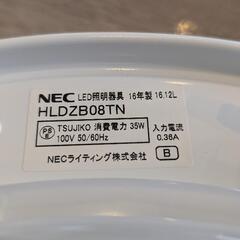 NEC LED照明器具 16年製 16.12L
HLDZB08TN
PS E TSUJIKO 消費電力 35W 入力電流
100V 50/60Hz 0.36A
NECライティング株式会社 B